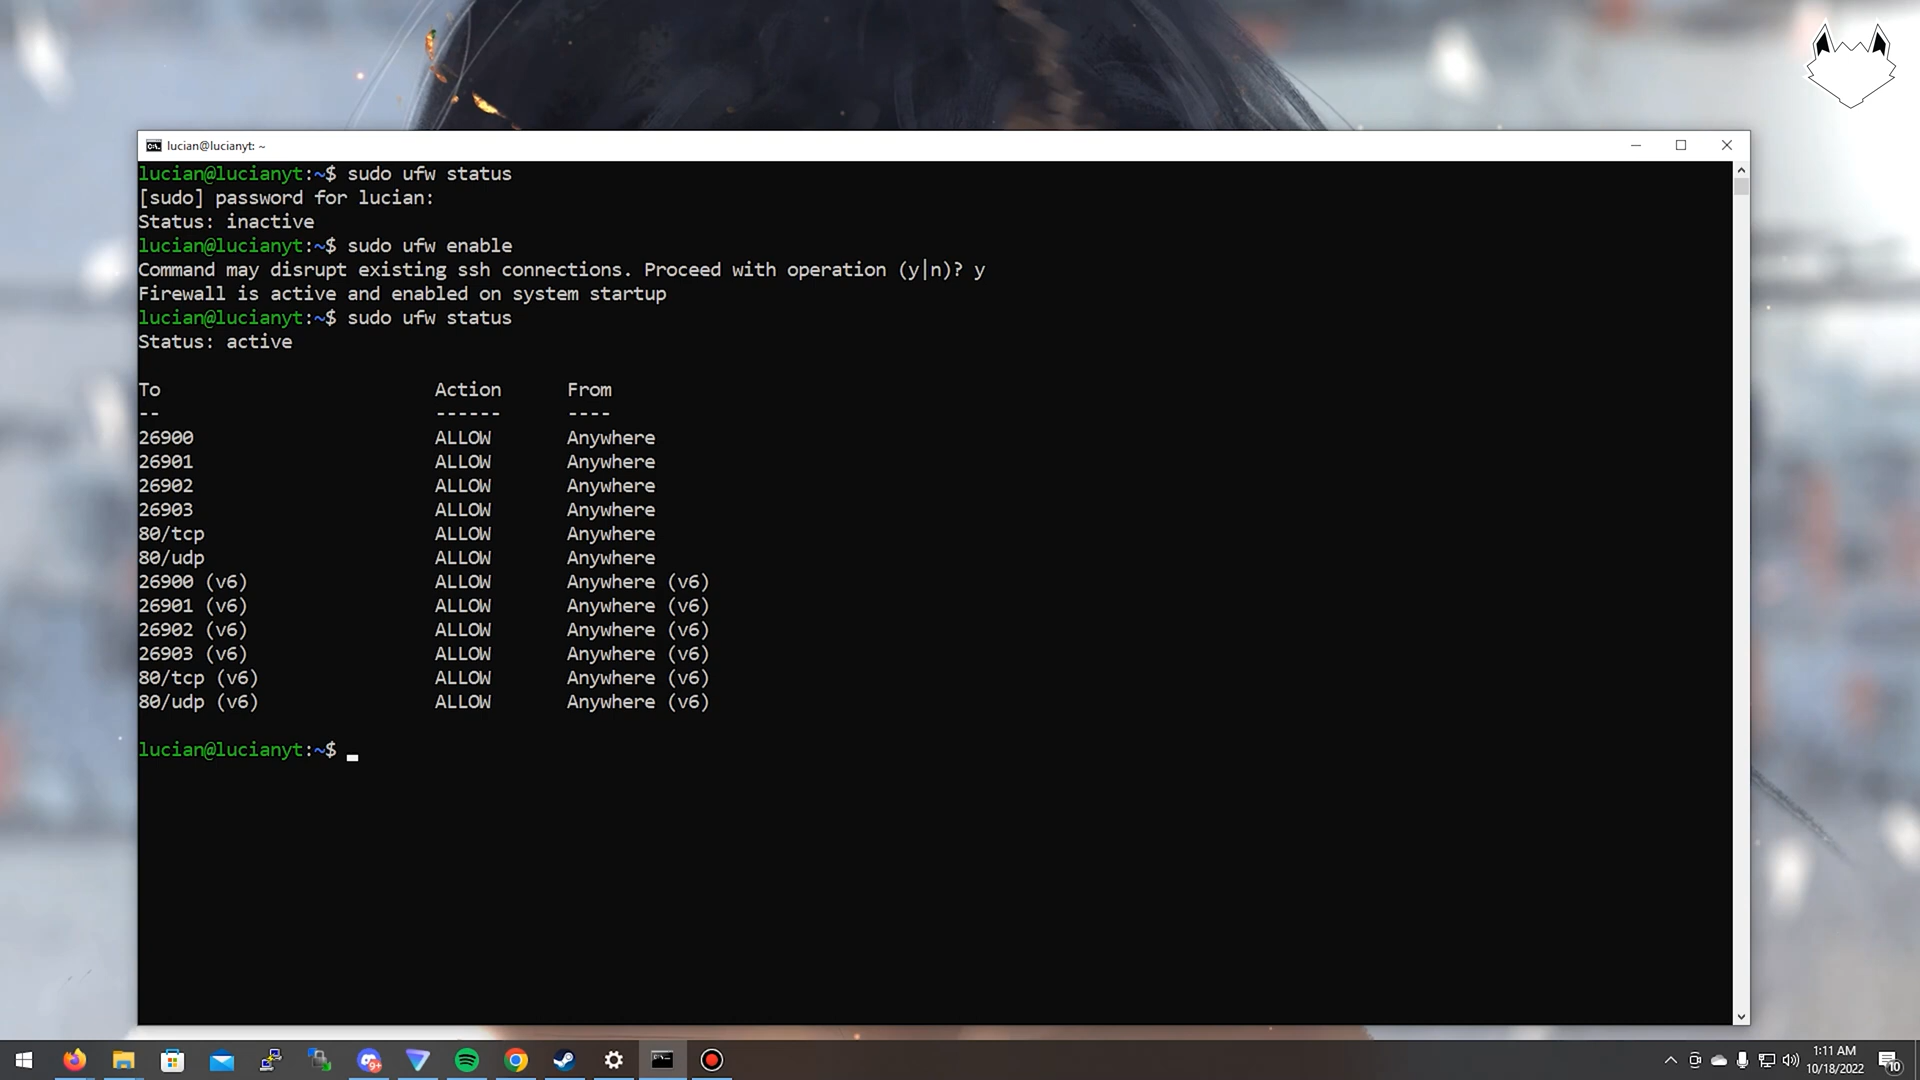 lucian@lucianyt: ~
lucian@lucianyt:~$ sudo ufw status
[sudo] password for lucian:
Status: inactive
lucian@lucianyt:~$ sudo ufw enable
Command may disrupt existing ssh connections. Proceed with operation (y|n)? y
Firewall is active and enabled on system startup
lucian@lucianyt:~$ sudo ufw status
Status: active
To Action From
-- ------ ----
26900 ALLOW Anywhere
26901 ALLOW Anywhere
26902 ALLOW Anywhere
26903 ALLOW Anywhere
80/tcp ALLOW Anywhere
80/udp ALLOW Anywhere
26900 (v6) ALLOW Anywhere (v6)
26901 (v6) ALLOW Anywhere (v6)
26902 (v6) ALLOW Anywhere (v6)
26903 (v6) ALLOW Anywhere (v6)
80/tcp (v6) ALLOW Anywhere (v6)
80/udp (v6) ALLOW Anywhere (v6)
lucian@lucianyt:~$
9+
1:11 AM
10/18/2022
10